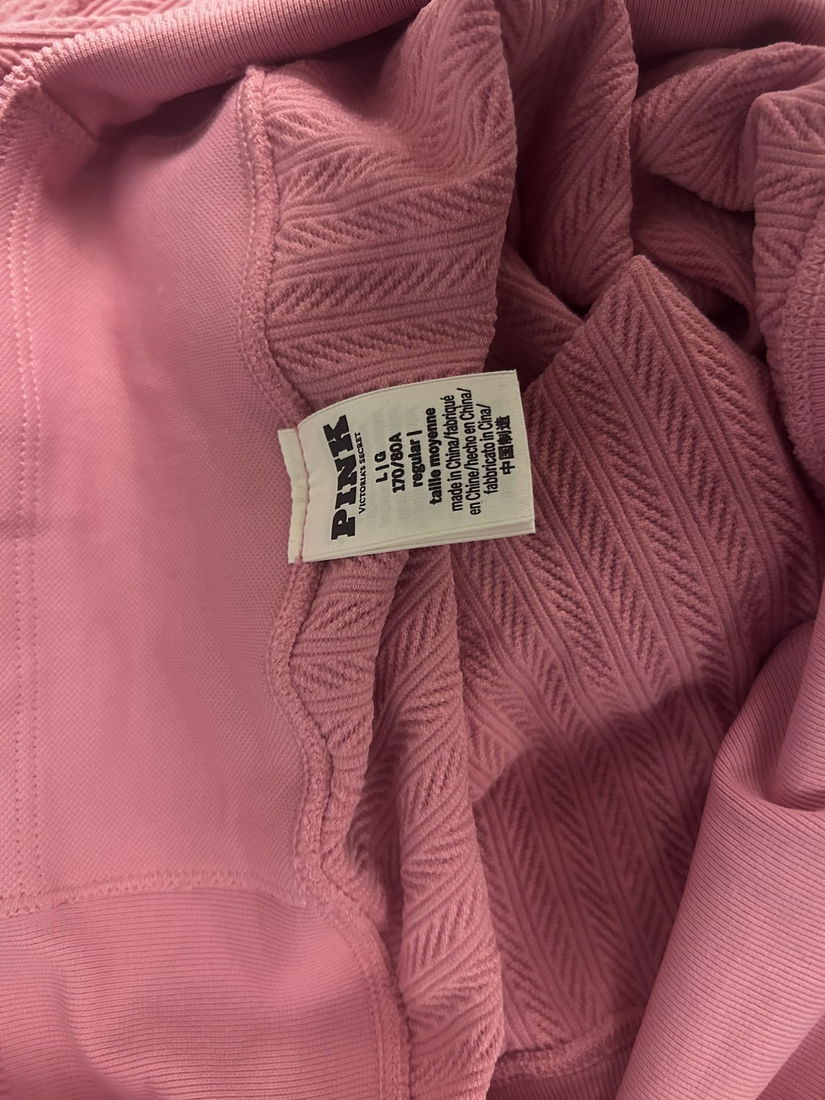 PINK
VICTORIA'S SECRET
L | G
170/80A
regular |
taille moyenne
made in China/fabriqué
en Chine/hecho en China/
fabbricato in Cina/
中国制造